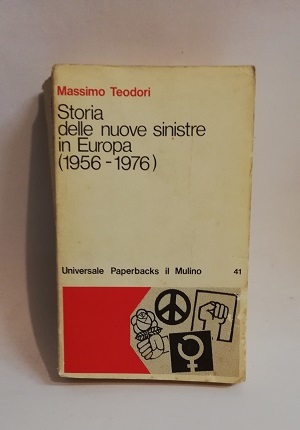 Massimo Teodori
Storia
delle nuove sinistre
in Europa
(1956-1976)
Universale Paperbacks il Mulino 41